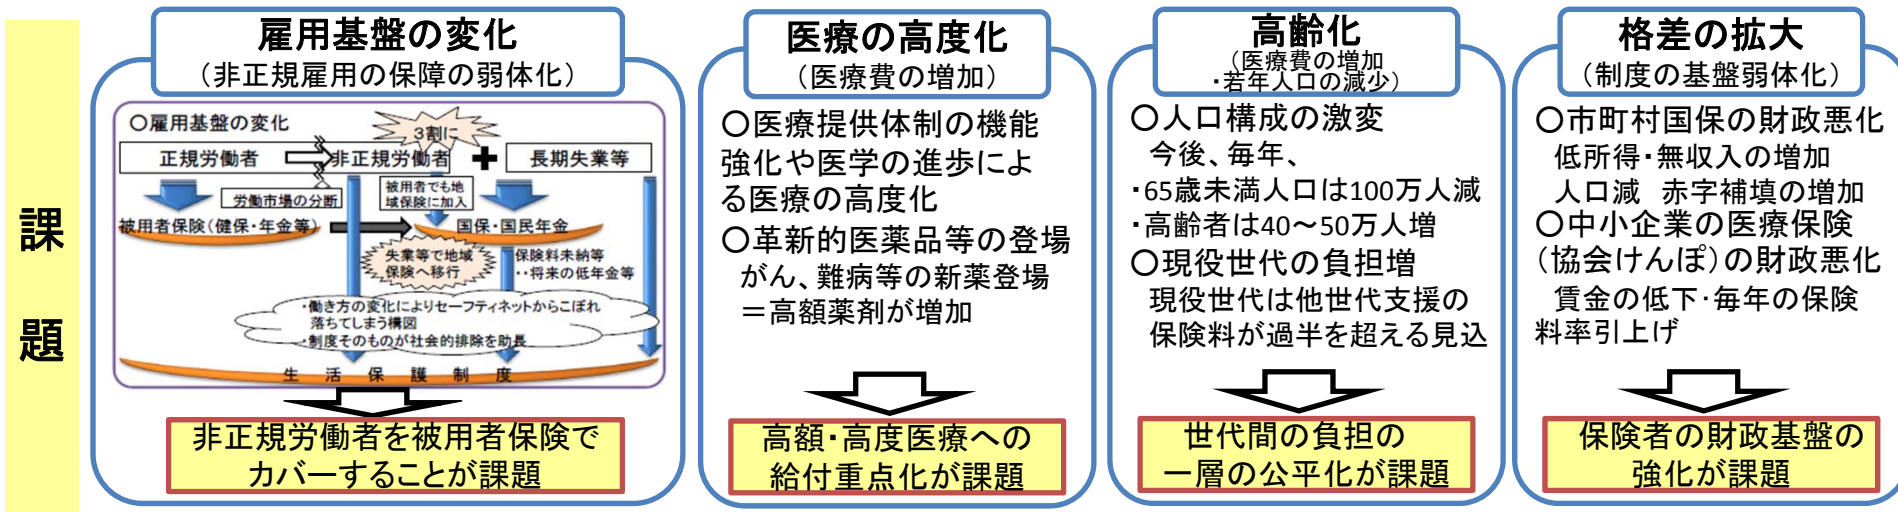 課
題
雇用基盤の変化
(非正規雇用の保障の弱体化)
○雇用基盤の変化
3割に
正規労働者
非正規労働者
+
長期失業等
労働市場の分断
被用者でも地
域保険に加入
被用者保険(健保・年金等)
国保・国民年金
失業等で地域
保険へ移行
保険料未納等
・・将来の低年金等
・働き方の変化によりセーフティネットからこぼれ
落ちてしまう構図
・制度そのものが社会的排除を助長
生活保護制度
非正規労働者を被用者保険で
カバーすることが課題
医療の高度化
(医療費の増加)
○医療提供体制の機能
強化や医学の進歩によ
る医療の高度化
○革新的医薬品等の登場
がん、難病等の新薬登場
=高額薬剤が増加
高額・高度医療への
給付重点化が課題
高齢化
(医療費の増加
・若年人口の減少)
○人口構成の激変
今後、毎年、
・65歳未満人口は100万人減
・高齢者は40〜50万人増
○現役世代の負担増
現役世代は他世代支援の
保険料が過半を超える見込
世代間の負担の
一層の公平化が課題
格差の拡大
(制度の基盤弱体化)
○市町村国保の財政悪化
低所得・無収入の増加
人口減 赤字補填の増加
○中小企業の医療保険
(協会けんぽ)の財政悪化
賃金の低下・毎年の保険
料率引上げ
保険者の財政基盤の
強化が課題